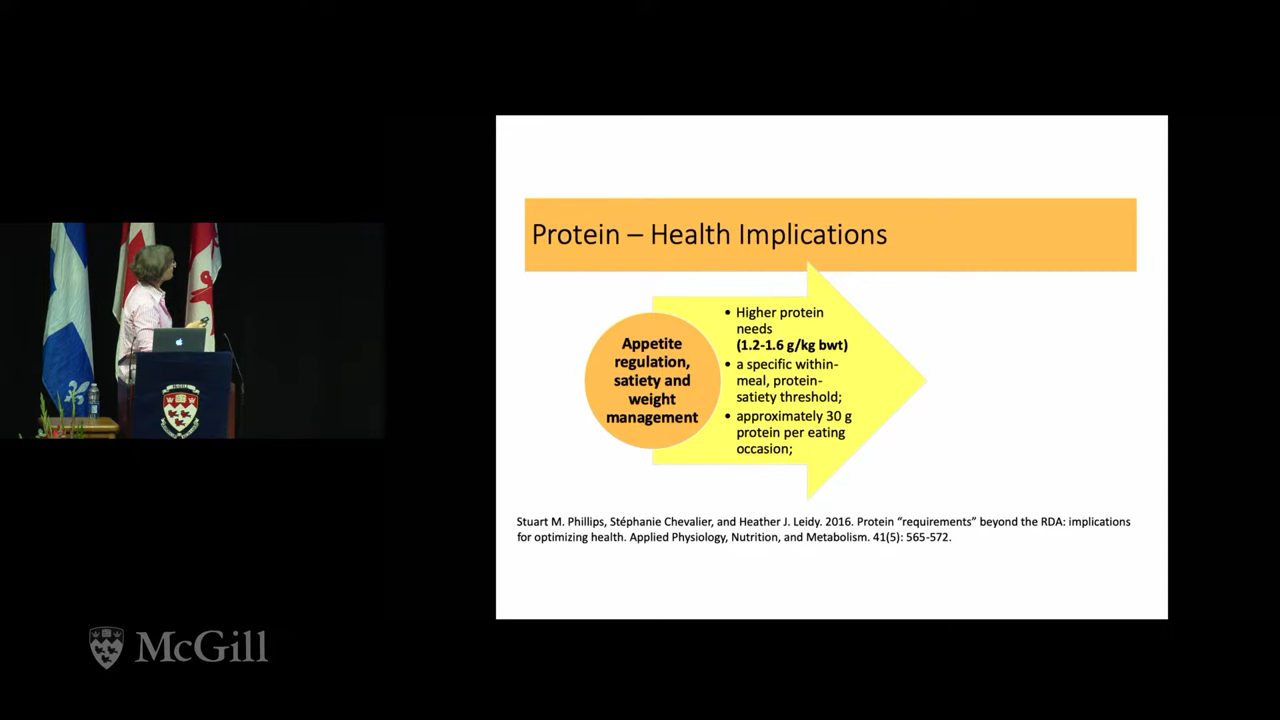 Protein – Health Implications
Appetite
regulation,
satiety and
weight
management
• Higher protein
needs
(1.2-1.6 g/kg bwt)
• a specific within-
meal, protein-
satiety threshold;
• approximately 30 g
protein per eating
occasion;
Stuart M. Phillips, Stéphanie Chevalier, and Heather J. Leidy. 2016. Protein “requirements” beyond the RDA: implications
for optimizing health. Applied Physiology, Nutrition, and Metabolism. 41(5): 565-572.
McGill